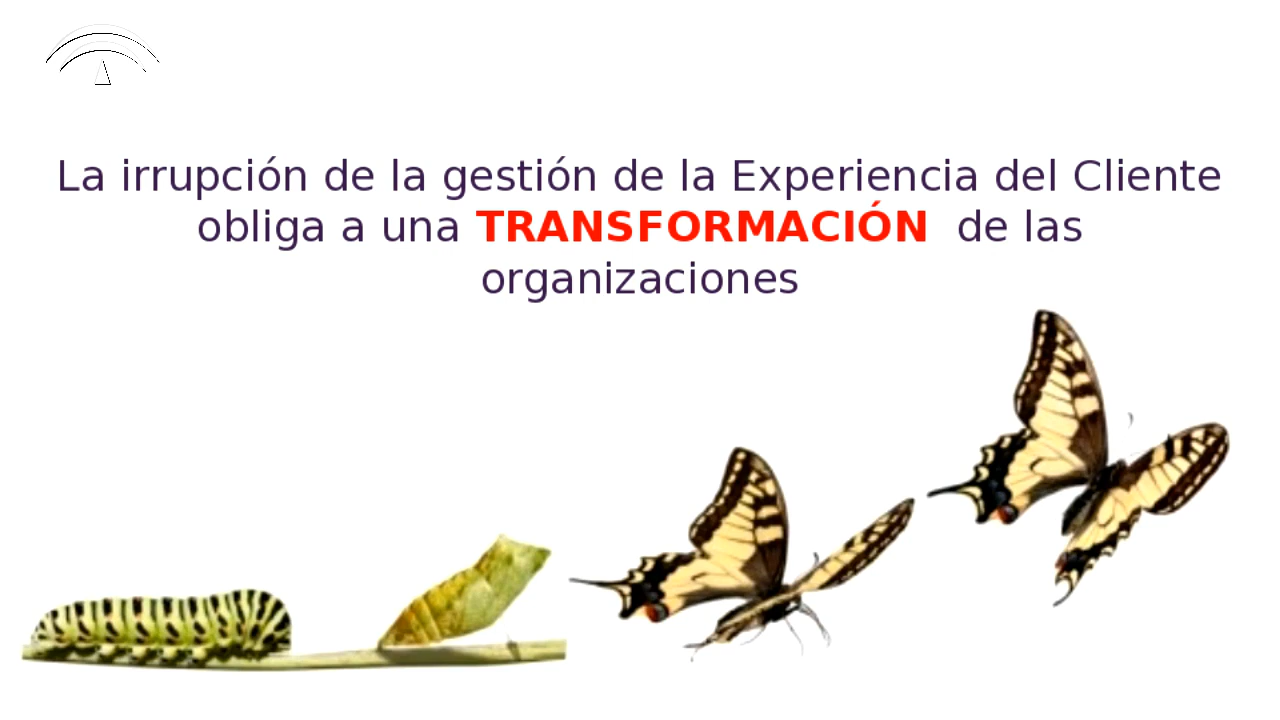 La irrupción de la gestión de la Experiencia del Cliente
obliga a una TRANSFORMACIÓN de las
organizaciones